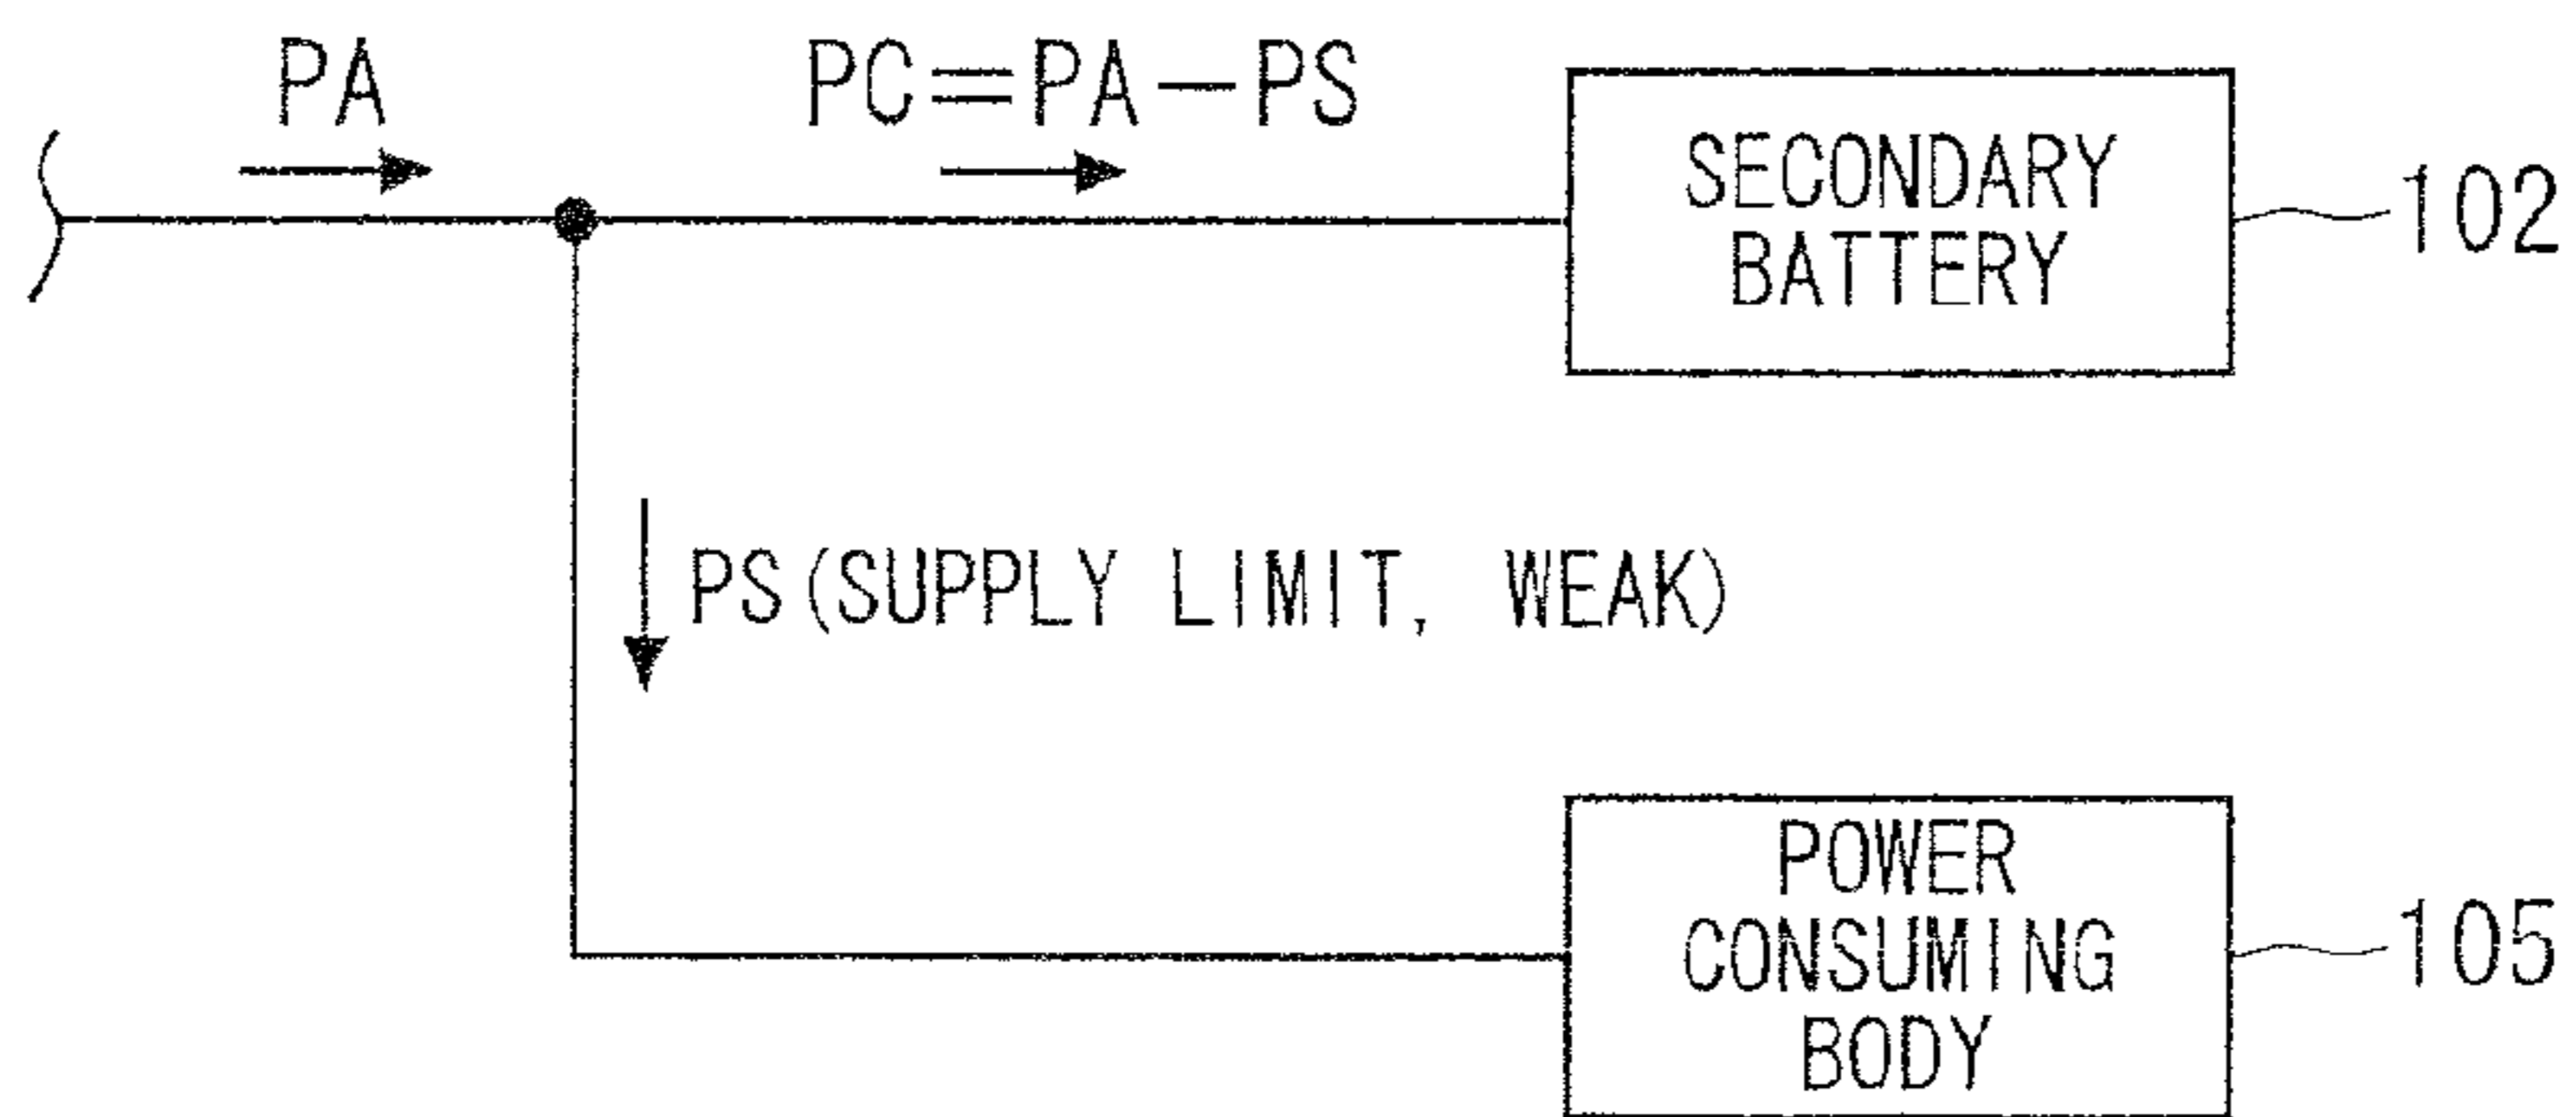 PA
PC=PA-PS
SECONDARY
BATTERY
102
PS(SUPPLY LIMIT, WEAK)
POWER
CONSUMING
BODY
105